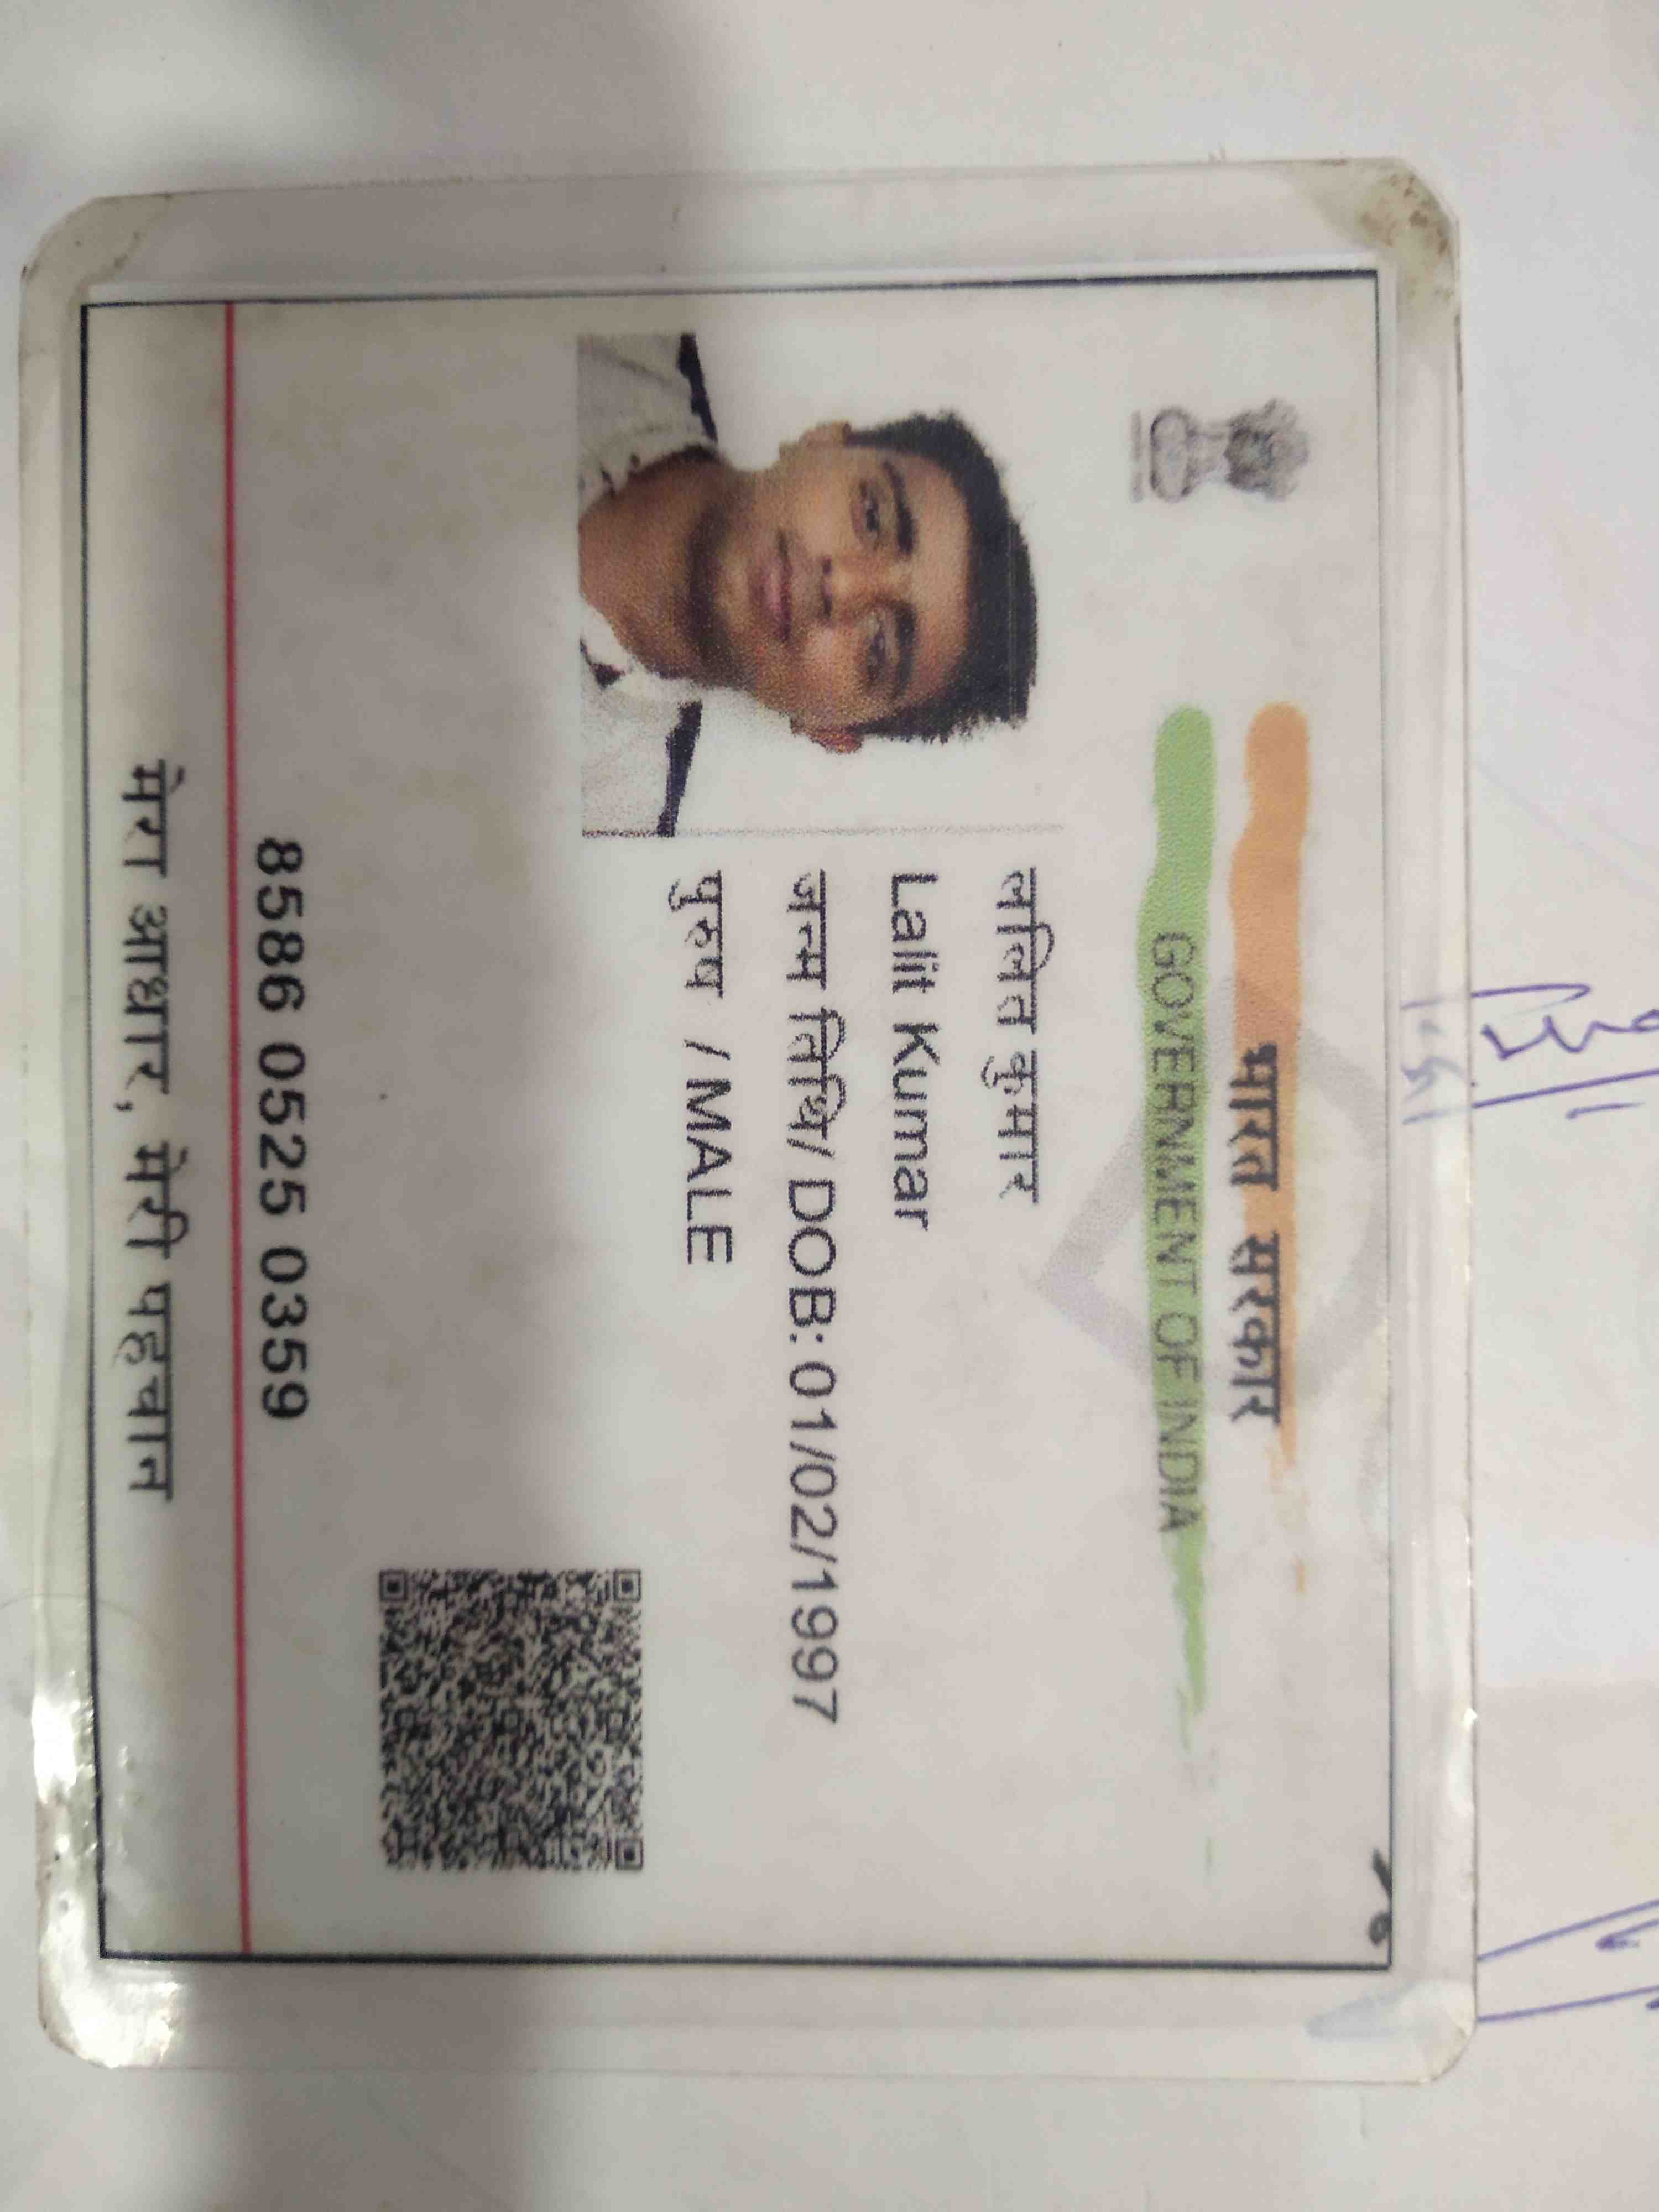 भारत सरकार
GOVERNMENT OF INDIA
ललित कुमार
Lalit Kumar
जन्म तिथि/ DOB: 01/02/1997
पुरुष / MALE
8586 0525 0359
मेरा आधार, मेरी पहचान